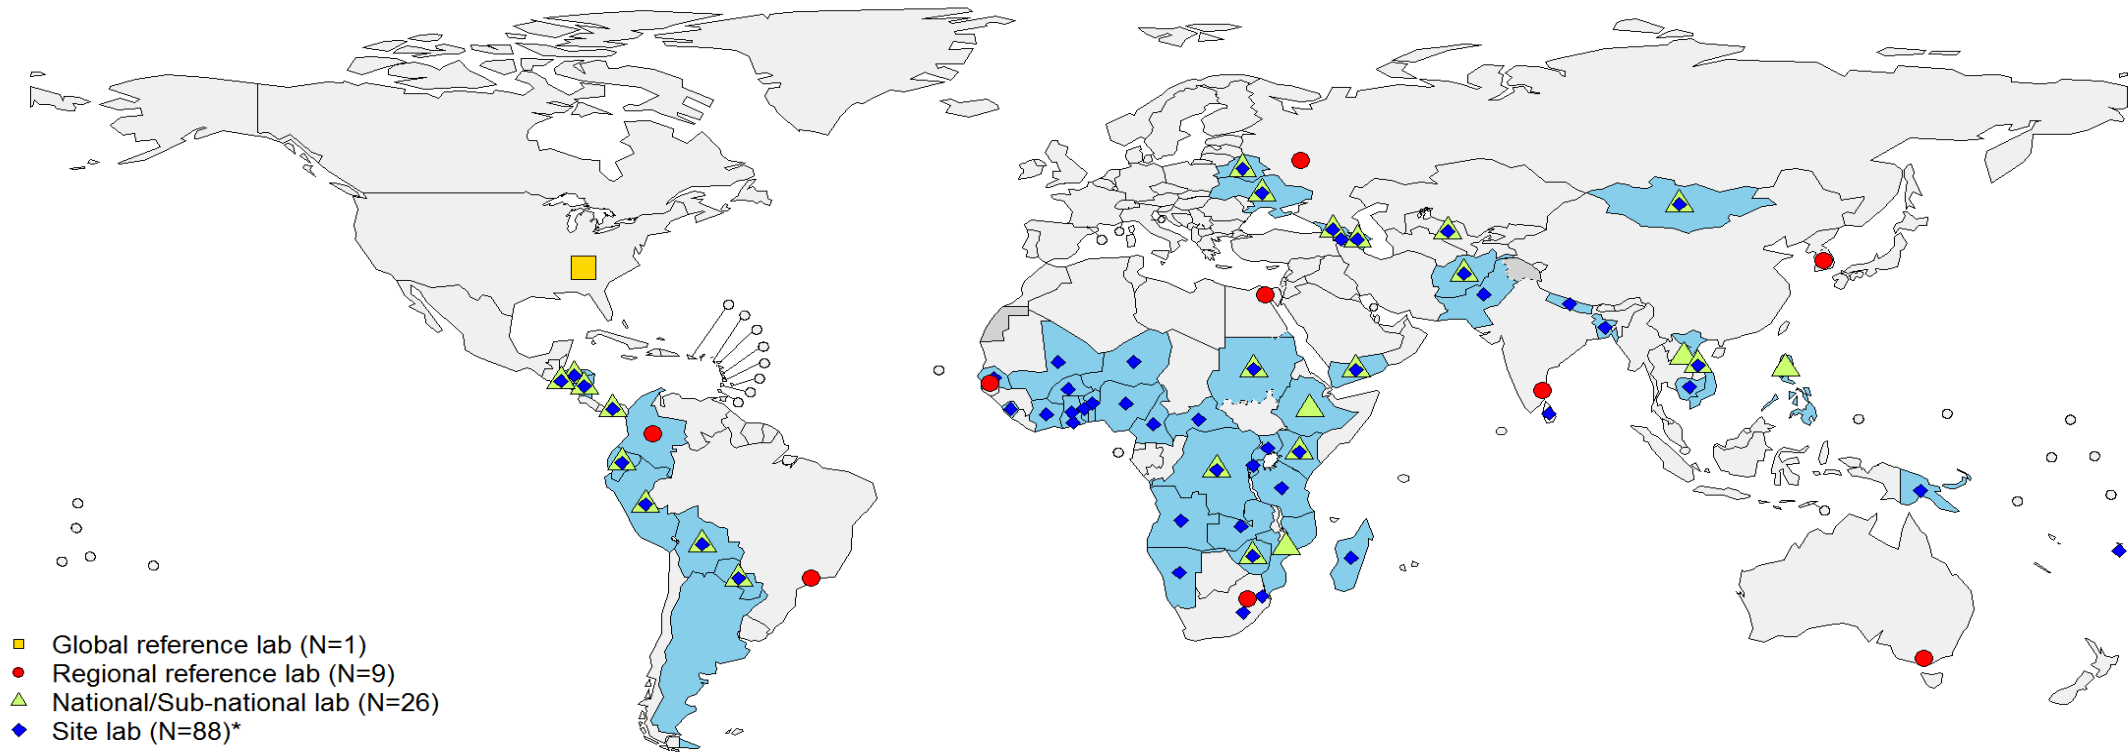 Global reference lab (N=1)
Regional reference lab (N=9)
National/Sub-national lab (N=26)
Site lab (N=88)*